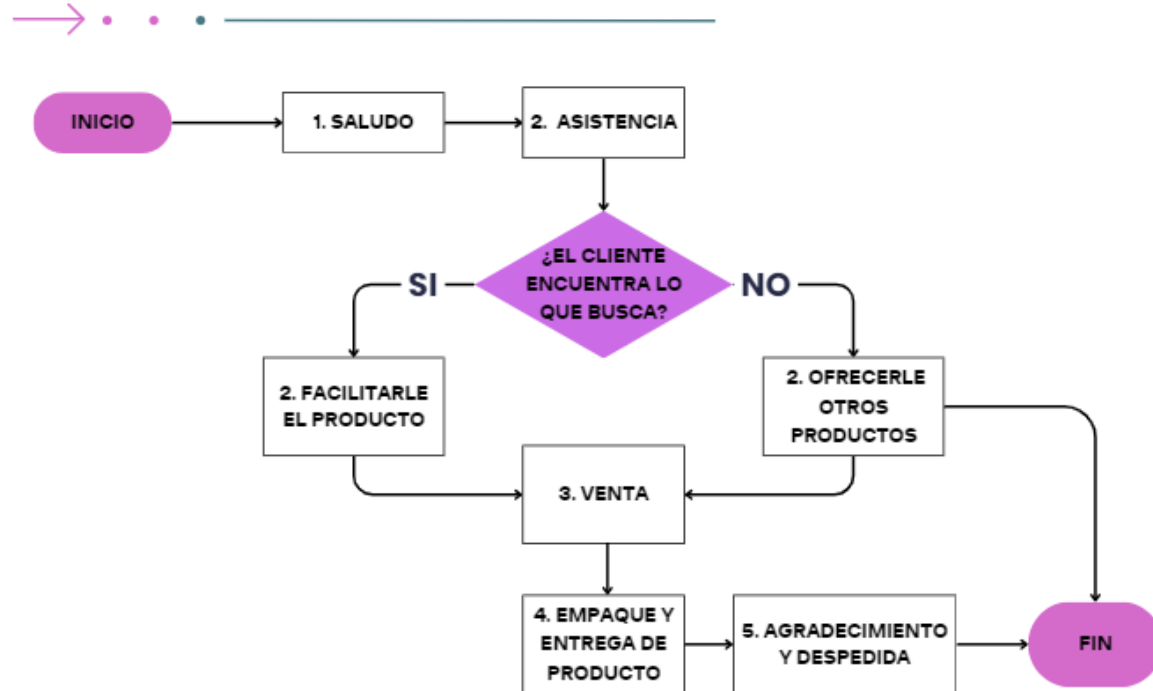 INICIO
1. SALUDO
2. ASISTENCIA
¿EL CLIENTE
ENCUENTRA LO
QUE BUSCA?
SI
NO
2. FACILITARLE
EL PRODUCTO
2. OFRECERLE
OTROS
PRODUCTOS
3. VENTA
4. EMPAQUE Y
ENTREGA DE
PRODUCTO
5. AGRADECIMIENTO
Y DESPEDIDA
FIN